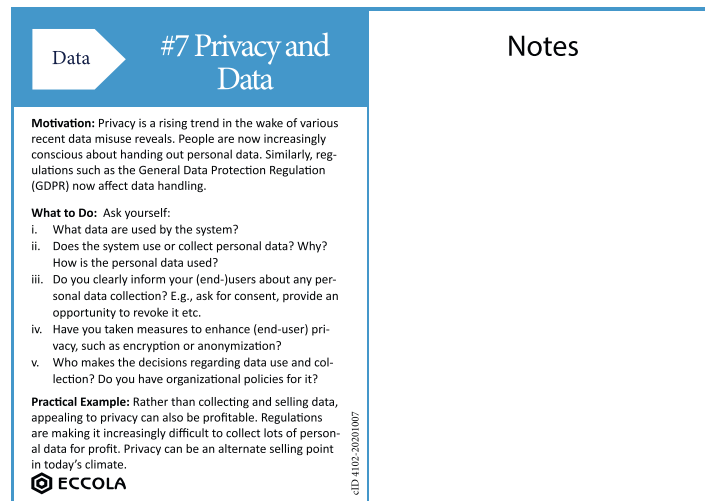 Data
#7 Privacy and
Data
Motivation: Privacy is a rising trend in the wake of various
recent data misuse reveals. People are now increasingly
conscious about handing out personal data. Similarly, reg-
ulations such as the General Data Protection Regulation
(GDPR) now affect data handling.
What to Do: Ask yourself:
i. What data are used by the system?
ii. Does the system use or collect personal data? Why?
How is the personal data used?
iii. Do you clearly inform your (end-)users about any per-
sonal data collection? E.g., ask for consent, provide an
opportunity to revoke it etc.
iv. Have you taken measures to enhance (end-user) pri-
vacy, such as encryption or anonymization?
v. Who makes the decisions regarding data use and col-
lection? Do you have organizational policies for it?
Practical Example: Rather than collecting and selling data,
appealing to privacy can also be profitable. Regulations
are making it increasingly difficult to collect lots of person-
al data for profit. Privacy can be an alternate selling point
in today's climate.
ECCOLA
cID 4102-20201007
Notes